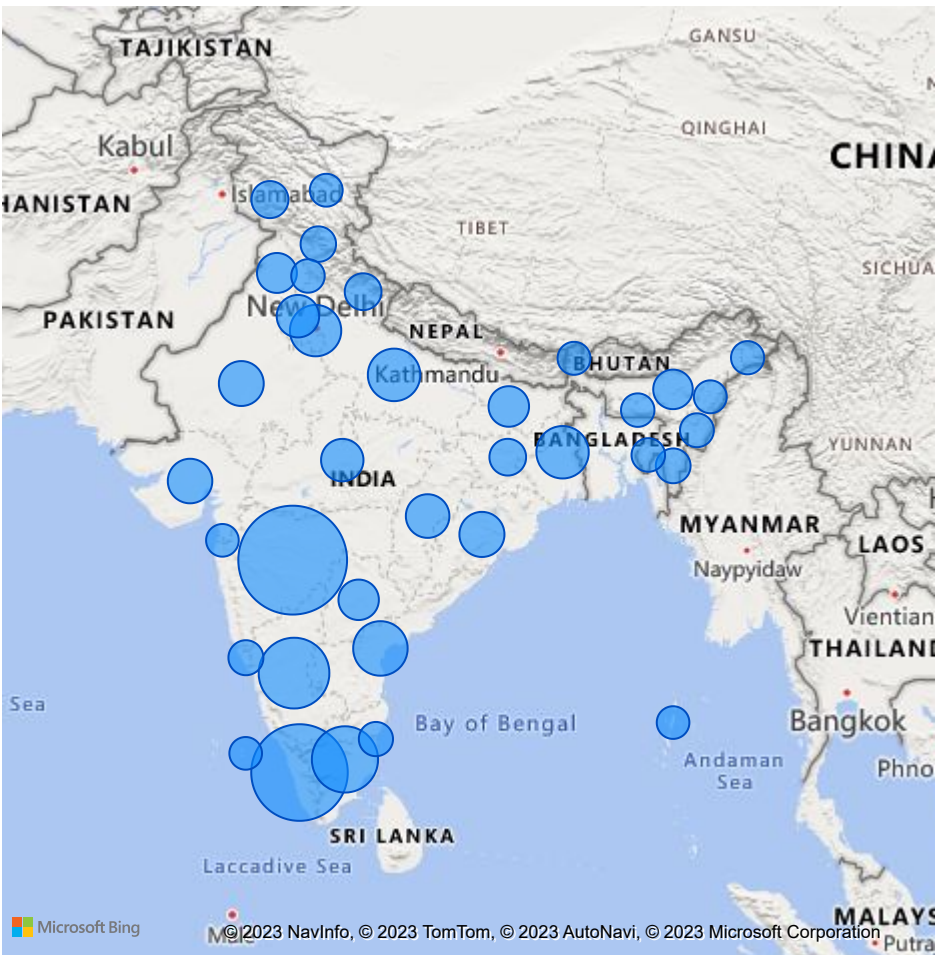 GANSU
TAJIKISTAN
QINGHAI
Kabul
CHINA
Islamabad
HANISTAN
TIBET
SICHUA
New Delhi
PAKISTAN
NEPAL
BHUTAN
Kathmandu
BANGLADESH
YUNNAN
INDIA
MYANMAR
LAOS
Naypyidaw
Vientian
THAILAND
Sea
Bay of Bengal
Bangkok
Andaman
Sea
Phno
SRI LANKA
Laccadive Sea
MALAYS
Microsoft Bing
© 2023 NavInfo, © 2023 TomTom, © 2023 AutoNavi, © 2023 Microsoft Corporation
Putra